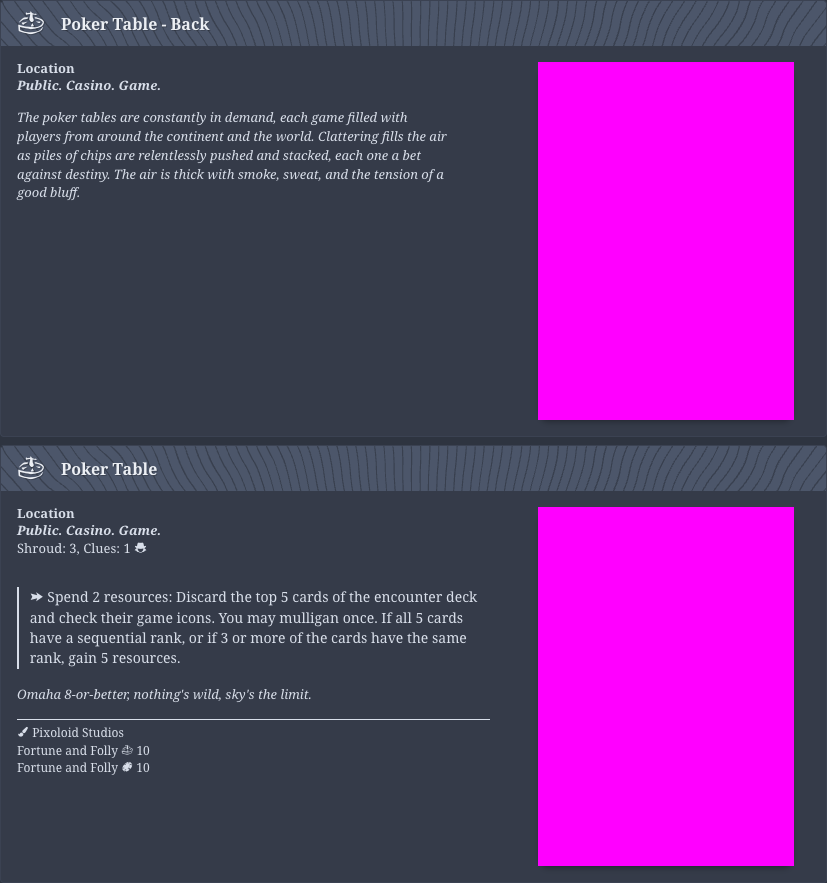 Poker Table - Back
Location
Public. Casino. Game.
The poker tables are constantly in demand, each game filled with
players from around the continent and the world. Clattering fills the air
as piles of chips are relentlessly pushed and stacked, each one a bet
against destiny. The air is thick with smoke, sweat, and the tension of a
good bluff.
Poker Table
Location
Public. Casino. Game.
Shroud: 3, Clues: 1
Spend 2 resources: Discard the top 5 cards of the encounter deck
and check their game icons. You may mulligan once. If all 5 cards
have a sequential rank, or if 3 or more of the cards have the same
rank, gain 5 resources.
Omaha 8-or-better, nothing's wild, sky's the limit.
Pixoloid Studios
Fortune and Folly 10
Fortune and Folly 10